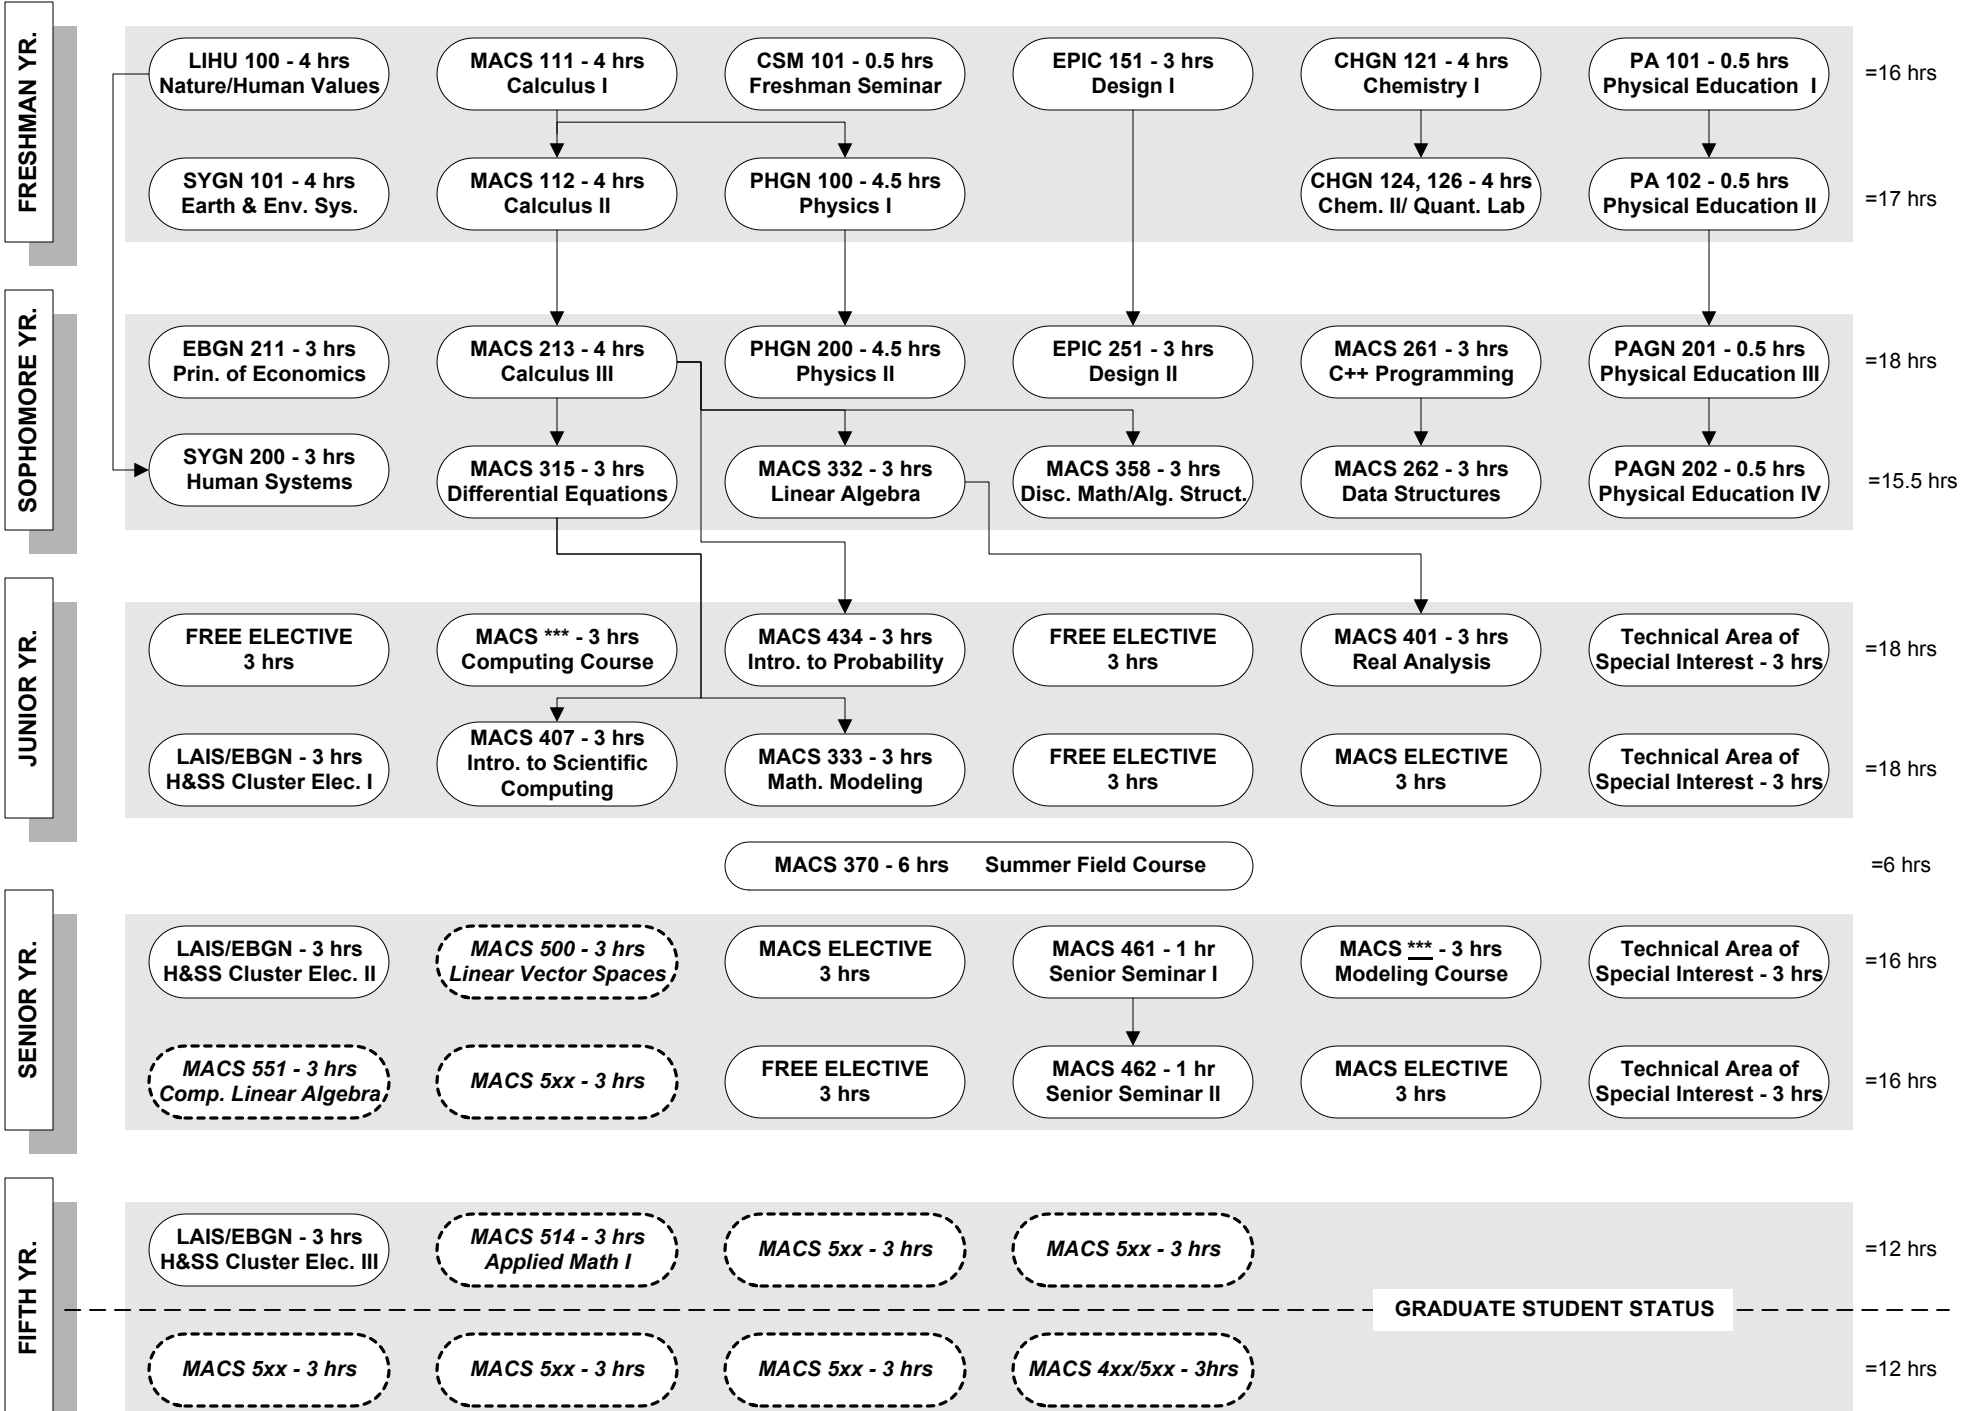 FRESHMAN YR.
LIHU 100 - 4 hrs
Nature/Human Values
MACS 111 - 4 hrs
Calculus I
CSM 101 - 0.5 hrs
Freshman Seminar
EPIC 151 - 3 hrs
Design I
CHGN 121 - 4 hrs
Chemistry I
PA 101 - 0.5 hrs
Physical Education I
=16 hrs
SYGN 101 - 4 hrs
Earth & Env. Sys.
MACS 112 - 4 hrs
Calculus II
PHGN 100 - 4.5 hrs
Physics I
CHGN 124, 126 - 4 hrs
Chem. II/ Quant. Lab
PA 102 - 0.5 hrs
Physical Education II
=17 hrs
SOPHOMORE YR.
EBGN 211 - 3 hrs
Prin. of Economics
MACS 213 - 4 hrs
Calculus III
PHGN 200 - 4.5 hrs
Physics II
EPIC 251 - 3 hrs
Design II
MACS 261 - 3 hrs
C++ Programming
PAGN 201 - 0.5 hrs
Physical Education III
=18 hrs
SYGN 200 - 3 hrs
Human Systems
MACS 315 - 3 hrs
Differential Equations
MACS 332 - 3 hrs
Linear Algebra
MACS 358 - 3 hrs
Disc. Math/Alg. Struct.
MACS 262 - 3 hrs
Data Structures
PAGN 202 - 0.5 hrs
Physical Education IV
=15.5 hrs
JUNIOR YR.
FREE ELECTIVE
3 hrs
MACS *** - 3 hrs
Computing Course
MACS 434 - 3 hrs
Intro. to Probability
FREE ELECTIVE
3 hrs
MACS 401 - 3 hrs
Real Analysis
Technical Area of
Special Interest - 3 hrs
=18 hrs
LAIS/EBGN - 3 hrs
H&SS Cluster Elec. I
MACS 407 - 3 hrs
Intro. to Scientific
Computing
MACS 333 - 3 hrs
Math. Modeling
FREE ELECTIVE
3 hrs
MACS ELECTIVE
3 hrs
Technical Area of
Special Interest - 3 hrs
=18 hrs
MACS 370 - 6 hrs Summer Field Course
=6 hrs
SENIOR YR.
LAIS/EBGN - 3 hrs
H&SS Cluster Elec. II
MACS 500 - 3 hrs
Linear Vector Spaces
MACS ELECTIVE
3 hrs
MACS 461 - 1 hr
Senior Seminar I
MACS *** - 3 hrs
Modeling Course
Technical Area of
Special Interest - 3 hrs
=16 hrs
MACS 551 - 3 hrs
Comp. Linear Algebra
MACS 5xx - 3 hrs
FREE ELECTIVE
3 hrs
MACS 462 - 1 hr
Senior Seminar II
MACS ELECTIVE
3 hrs
Technical Area of
Special Interest - 3 hrs
=16 hrs
FIFTH YR.
LAIS/EBGN - 3 hrs
H&SS Cluster Elec. III
MACS 514 - 3 hrs
Applied Math I
MACS 5xx - 3 hrs
MACS 5xx - 3 hrs
=12 hrs
GRADUATE STUDENT STATUS
MACS 5xx - 3 hrs
MACS 5xx - 3 hrs
MACS 5xx - 3 hrs
MACS 4xx/5xx - 3hrs
=12 hrs